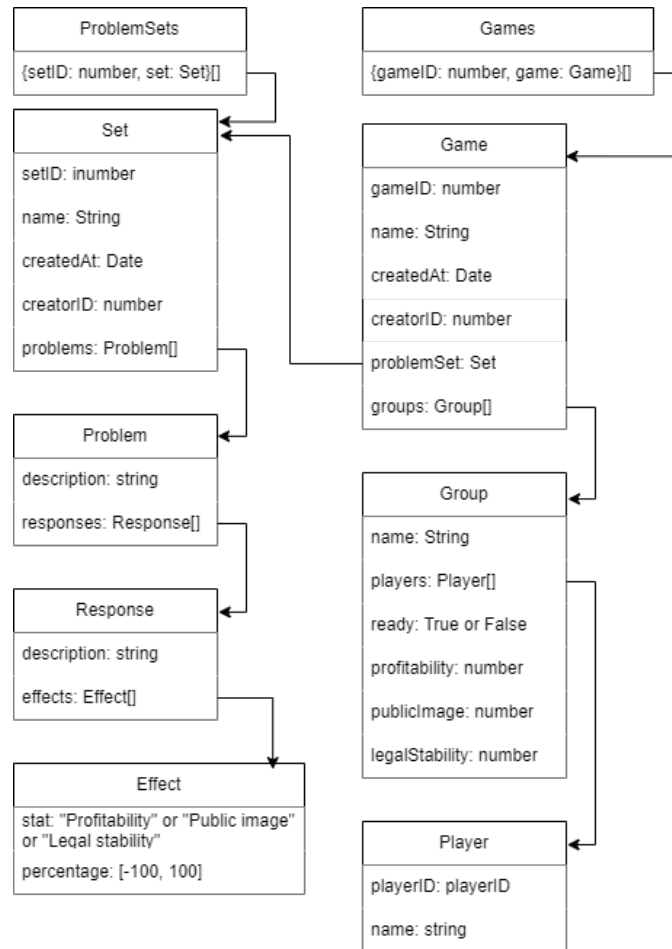 ProblemSets
{setID: number, set: Set}[]
Set
setID: inumber
name: String
createdAt: Date
creatorID: number
problems: Problem[]
Problem
description: string
responses: Response[]
Response
description: string
effects: Effect[]
Effect
stat: "Profitability" or "Public image"
or "Legal stability"
percentage: [-100, 100]
Games
{gameID: number, game: Game}[]
Game
gameID: number
name: String
createdAt: Date
creatorID: number
problemSet: Set
groups: Group[]
Group
name: String
players: Player[]
ready: True or False
profitability: number
publicImage: number
legalStability: number
Player
playerID: playerID
name: string